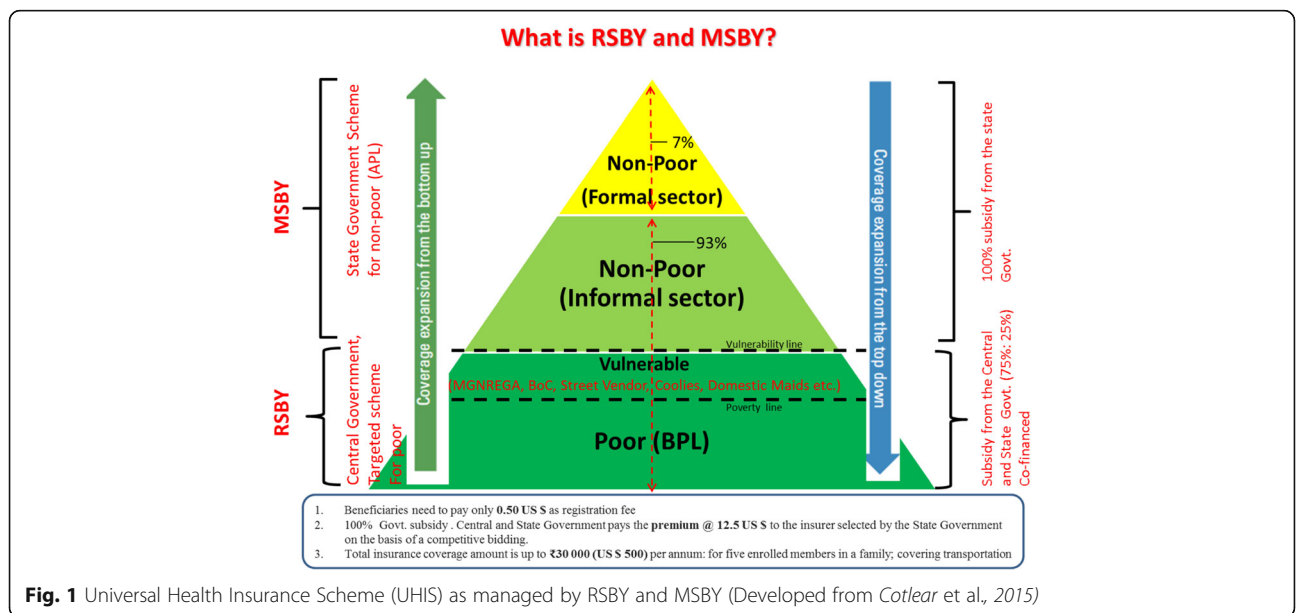 What is RSBY and MSBY?
MSBY
State Government Scheme
for non-poor (APL)
Coverage expansion from the bottom up
7%
Non-Poor
(Formal sector)
93%
Non-Poor
(Informal sector)
Coverage expansion from the top down
100% subsidy from the state
Govt.
RSBY
Central Government,
Targeted scheme
For poor
Vulnerability line
Vulnerable
(MGNREGA, BoC, Street Vendor, Coolies, Domestic Maids etc.)
Poverty line
Poor (BPL)
Subsidy from the Central
and State Govt. (75%: 25%)
Co-financed
1. Beneficiaries need to pay only 0.50 US $ as registration fee
2. 100% Govt. subsidy . Central and State Government pays the premium @ 12.5 US $ to the insurer selected by the State Government
on the basis of a competitive bidding.
3. Total insurance coverage amount is up to ₹30 000 (US $ 500) per annum: for five enrolled members in a family; covering transportation
Fig. 1 Universal Health Insurance Scheme (UHIS) as managed by RSBY and MSBY (Developed from Cotlear et al., 2015)